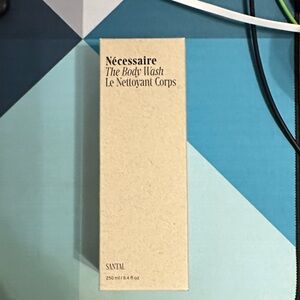 Nécessaire
The Body Wash
Le Nettoyant Corps
SANTAL
250 ml / 8.4 fl oz